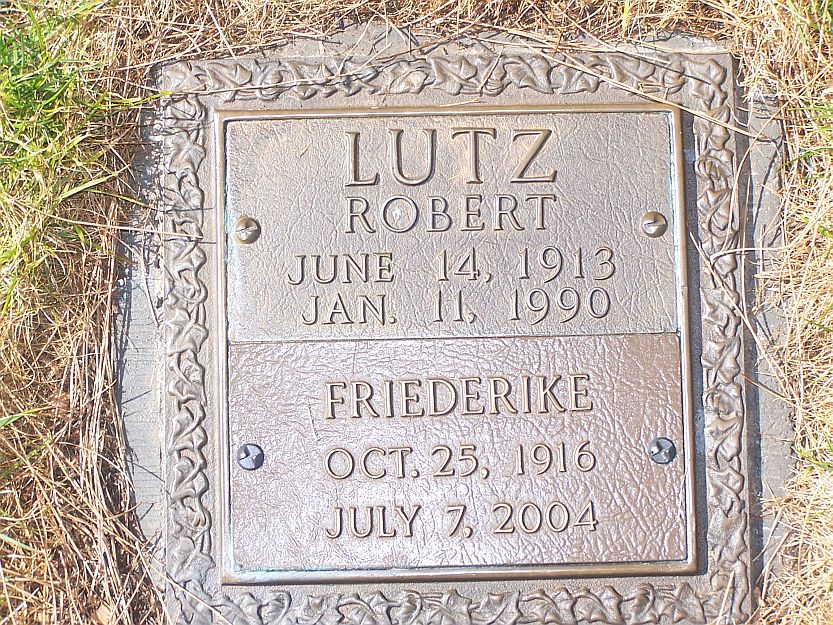 LUTZ
ROBERT
JUNE 14, 1913
JAN. 11, 1990
FRIEDERIKE
OCT. 25, 1916
JULY 7, 2004